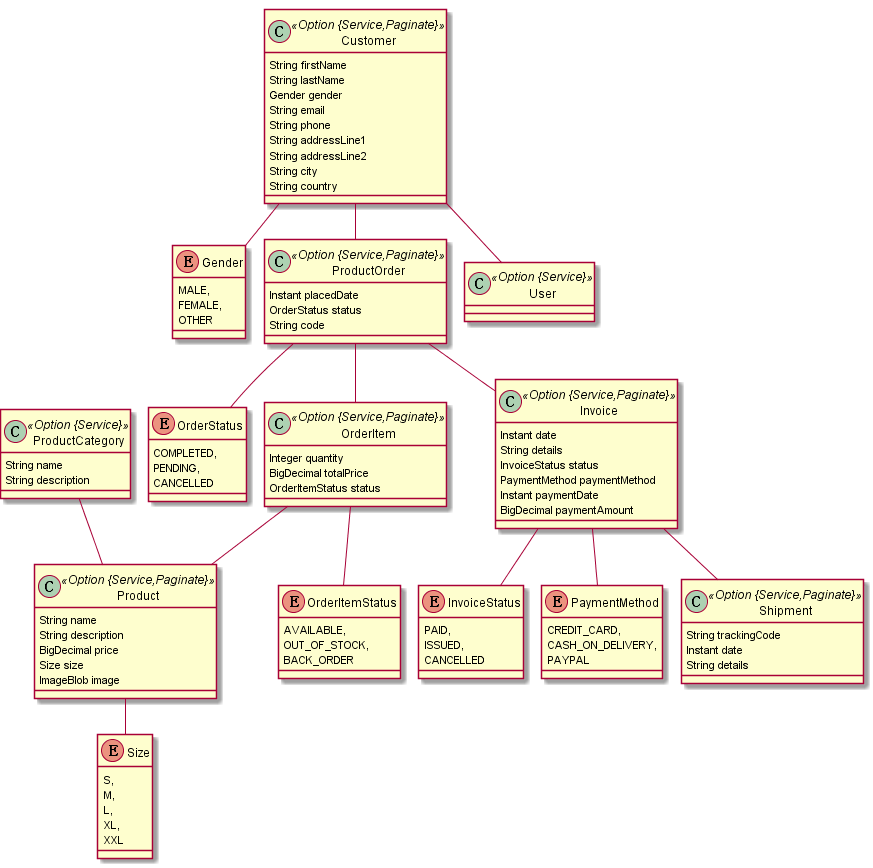 C «Option {Service,Paginate}»
Customer
String firstName
String lastName
Gender gender
String email
String phone
String addressLine1
String addressLine2
String city
String country
E Gender
MALE,
FEMALE,
OTHER
C «Option {Service,Paginate}»
ProductOrder
Instant placedDate
OrderStatus status
String code
C «Option {Service}»
User
C «Option {Service}»
ProductCategory
String name
String description
E OrderStatus
COMPLETED,
PENDING,
CANCELLED
C «Option {Service,Paginate}»
OrderItem
Integer quantity
BigDecimal totalPrice
OrderItemStatus status
C «Option {Service,Paginate}»
Invoice
Instant date
String details
InvoiceStatus status
PaymentMethod paymentMethod
Instant paymentDate
BigDecimal paymentAmount
C «Option {Service,Paginate}»
Product
String name
String description
BigDecimal price
Size size
ImageBlob image
E OrderItemStatus
AVAILABLE,
OUT_OF_STOCK,
BACK_ORDER
E InvoiceStatus
PAID,
ISSUED,
CANCELLED
E PaymentMethod
CREDIT_CARD,
CASH_ON_DELIVERY,
PAYPAL
C «Option {Service,Paginate}»
Shipment
String trackingCode
Instant date
String details
E Size
S,
M,
L,
XL,
XXL